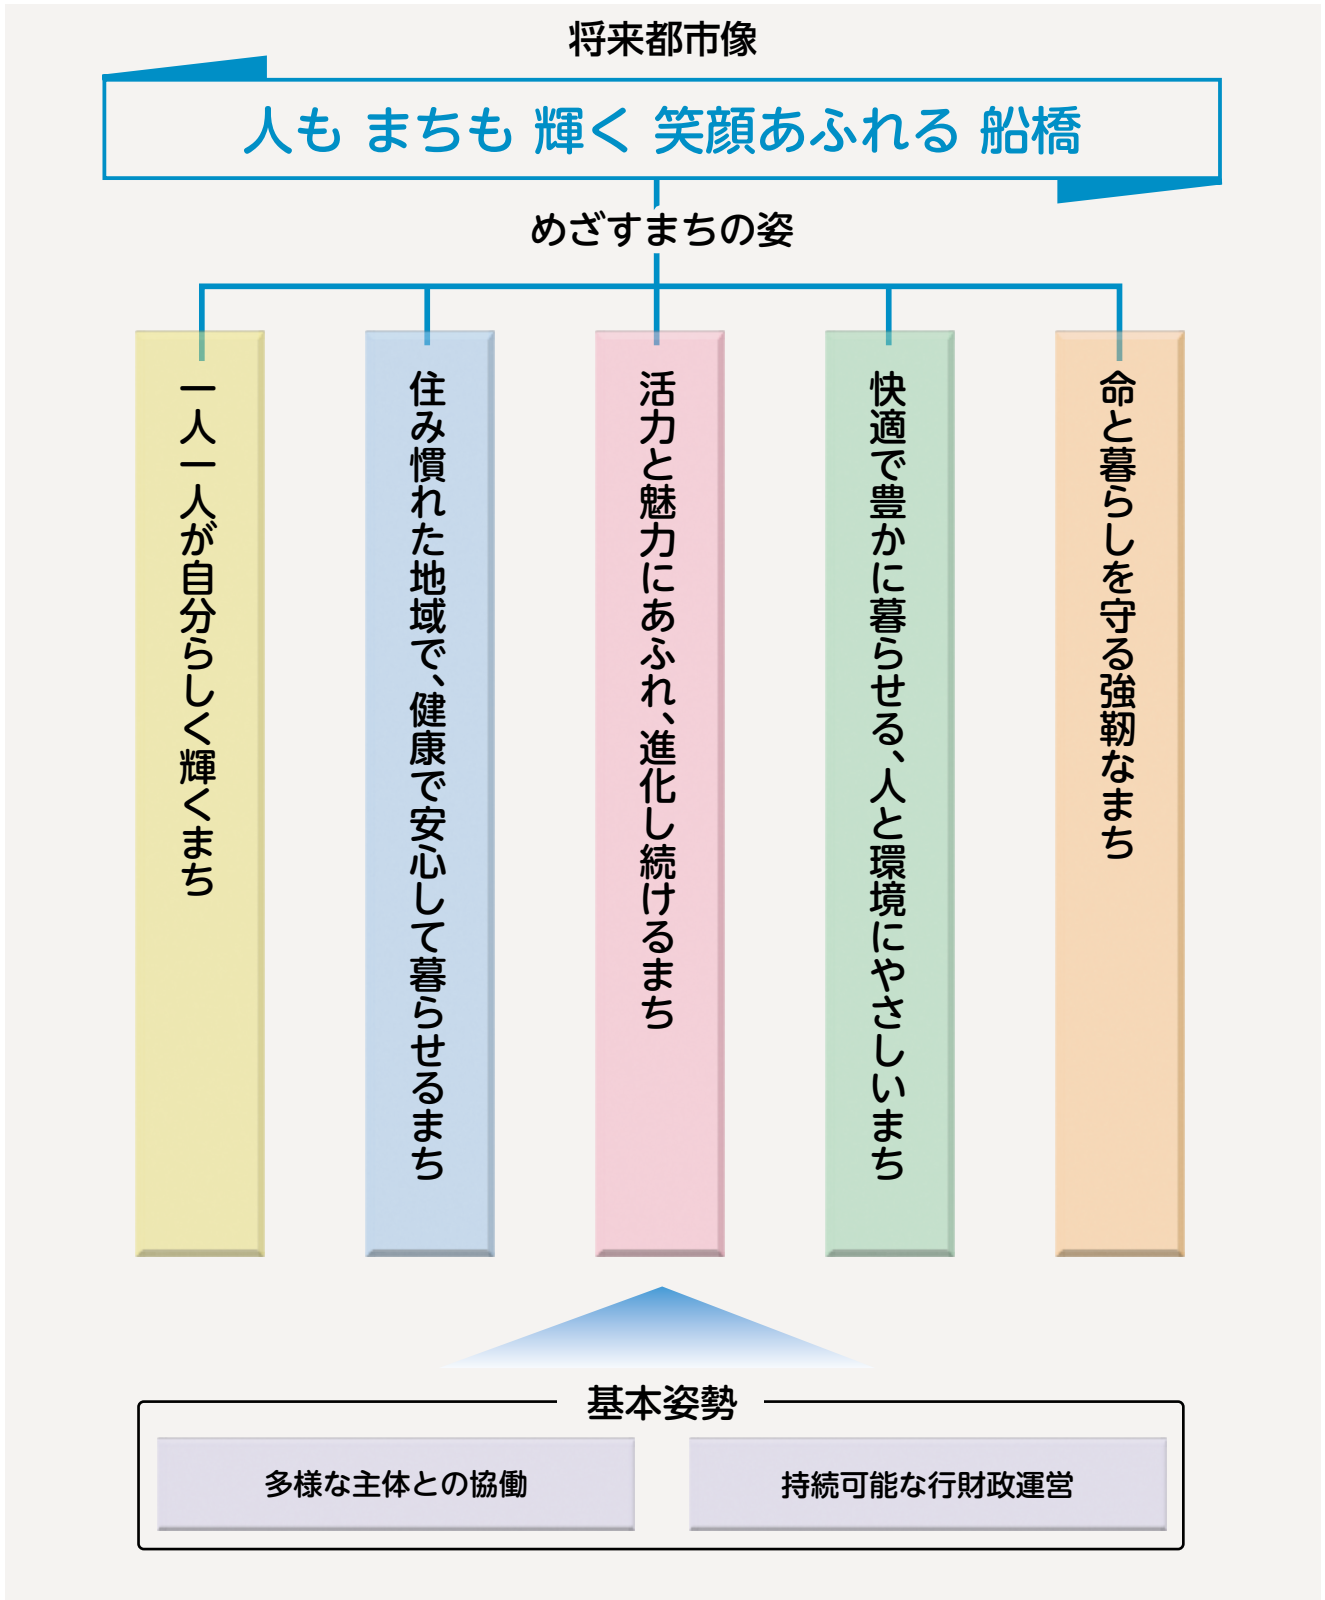 将来都市像
人も まちも 輝く 笑顔あふれる 船橋
めざすまちの姿
一人一人が自分らしく輝くまち
住み慣れた地域で、健康で安心して暮らせるまち
活力と魅力にあふれ、進化し続けるまち
快適で豊かに暮らせる、人と環境にやさしいまち
命と暮らしを守る強靭なまち
基本姿勢
多様な主体との協働
持続可能な行財政運営